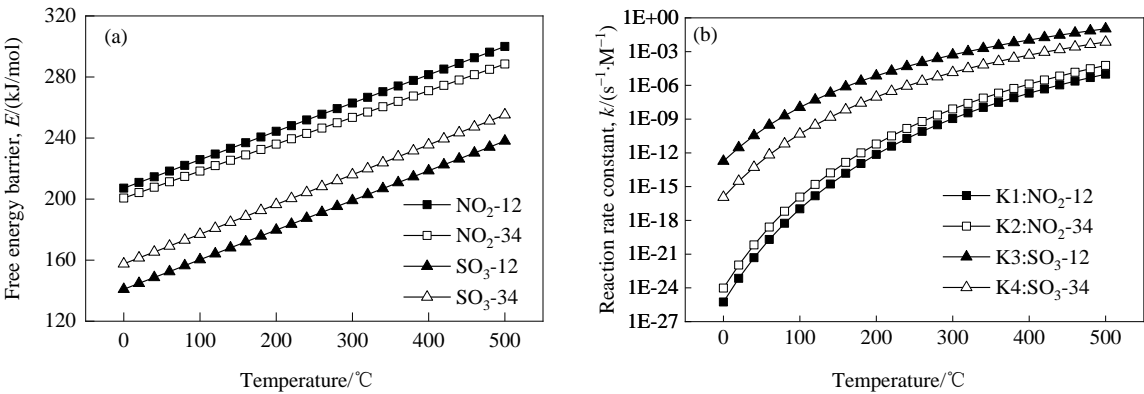 (a)
Free energy barrier, E/(kJ/mol)
320
280
240
200
160
120
0 100 200 300 400 500
Temperature/℃
NO₂-12
NO₂-34
SO₃-12
SO₃-34
(b)
Reaction rate constant, k/(s⁻¹·M⁻¹)
1E+00
1E-03
1E-06
1E-09
1E-12
1E-15
1E-18
1E-21
1E-24
1E-27
0 100 200 300 400 500
Temperature/℃
K1:NO₂-12
K2:NO₂-34
K3:SO₃-12
K4:SO₃-34